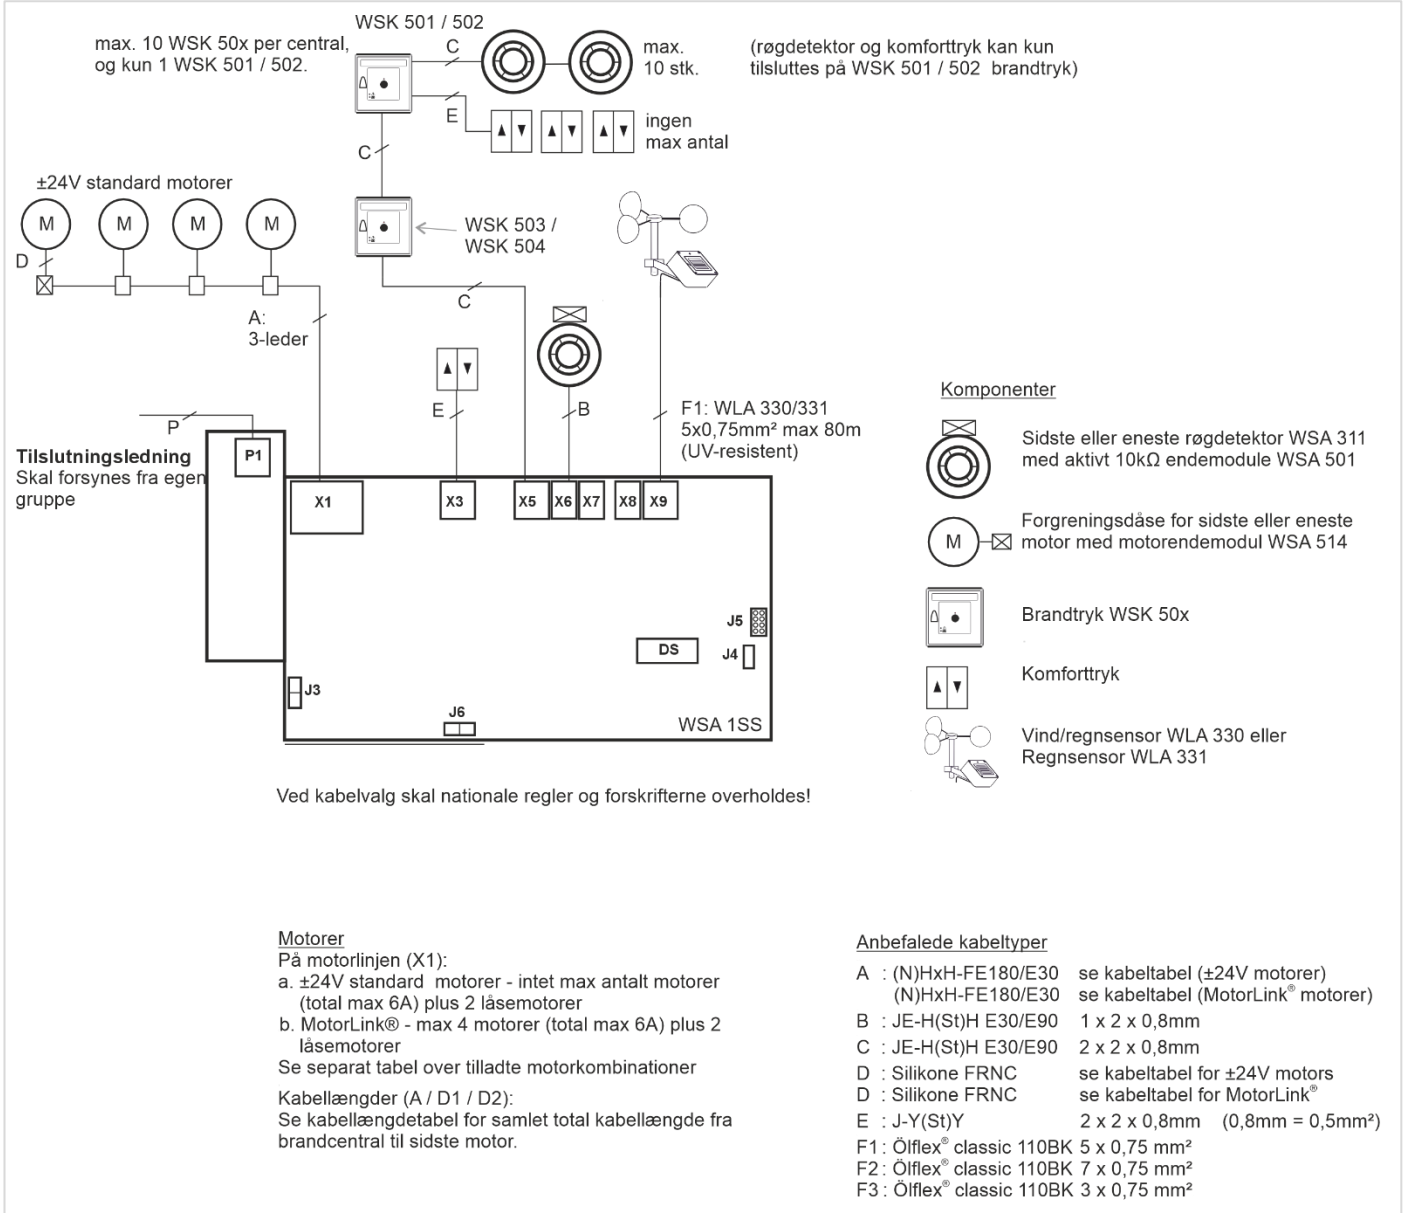 WSK 501 / 502
max. 10 WSK 50x per central,
og kun 1 WSK 501 / 502.
C
max.
10 stk.
(røgdetektor og komforttryk kan kun
tilsluttes på WSK 501 / 502 brandtryk)
E
ingen
max antal
C
±24V standard motorer
M
M
M
M
WSK 503 /
WSK 504
D
C
A:
3-leder
E
B
F1: WLA 330/331
5x0,75mm² max 80m
(UV-resistent)
P
Tilslutningsledning
Skal forsynes fra egen
gruppe
P1
X1
X3
X5
X6
X7
X8
X9
J5
DS
J4
J3
J6
WSA 1SS
Komponenter
Sidste eller eneste røgdetektor WSA 311
med aktivt 10kΩ endemodule WSA 501
M
Forgreningsdåse for sidste eller eneste
motor med motorendemodul WSA 514
Brandtryk WSK 50x
Komforttryk
Vind/regnsensor WLA 330 eller
Regnsensor WLA 331
Ved kabelvalg skal nationale regler og forskrifterne overholdes!
Motorer
På motorlinjen (X1):
a. ±24V standard motorer - intet max antalt motorer
(total max 6A) plus 2 låsemotorer
b. MotorLink® - max 4 motorer (total max 6A) plus 2
låsemotorer
Se separat tabel over tilladte motorkombinationer
Kabellængder (A / D1 / D2):
Se kabellængdetabel for samlet total kabellængde fra
brandcentral til sidste motor.
Anbefalede kabeltyper
A : (N)HxH-FE180/E30 se kabeltabel (±24V motorer)
(N)HxH-FE180/E30 se kabeltabel (MotorLink® motorer)
B : JE-H(St)H E30/E90 1 x 2 x 0,8mm
C : JE-H(St)H E30/E90 2 x 2 x 0,8mm
D : Silikone FRNC se kabeltabel for ±24V motors
D : Silikone FRNC se kabeltabel for MotorLink®
E : J-Y(St)Y 2 x 2 x 0,8mm (0,8mm = 0,5mm²)
F1: Ölflex® classic 110BK 5 x 0,75 mm²
F2: Ölflex® classic 110BK 7 x 0,75 mm²
F3: Ölflex® classic 110BK 3 x 0,75 mm²